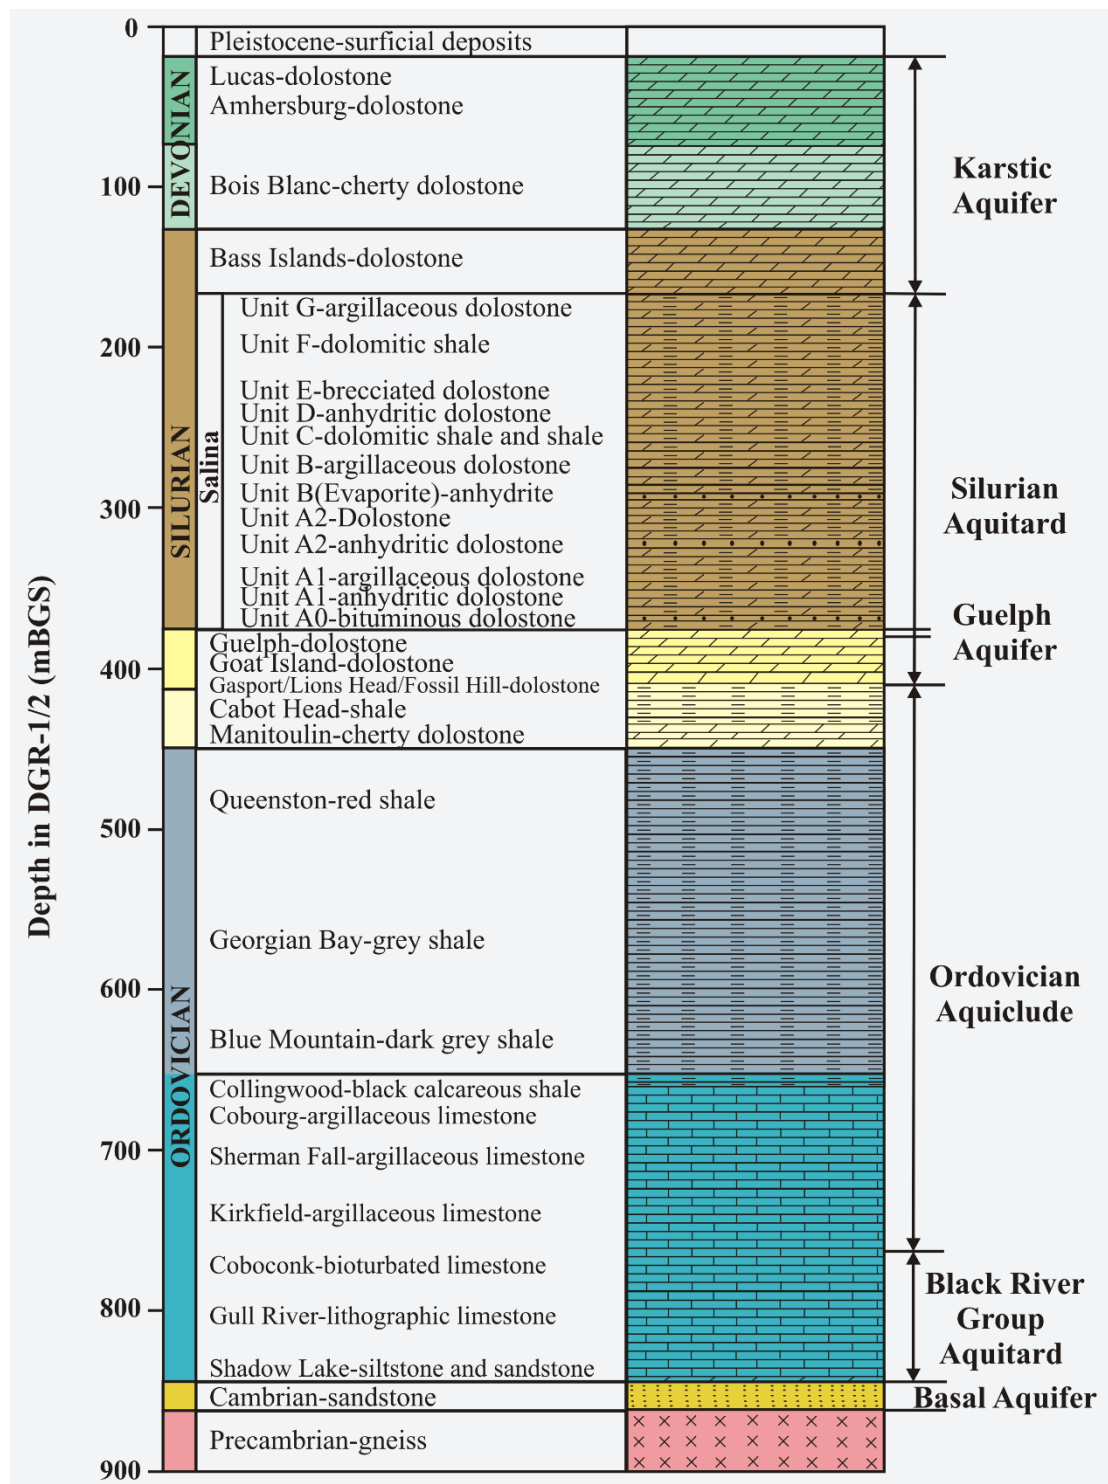 0
Pleistocene-surficial deposits
DEVONIAN
Lucas-dolostone
Amhersburg-dolostone
Karstic
Aquifer
100
Bois Blanc-cherty dolostone
Bass Islands-dolostone
SILURIAN
Salina
Unit G-argillaceous dolostone
200
Unit F-dolomitic shale
Unit E-brecciated dolostone
Unit D-anhydritic dolostone
Unit C-dolomitic shale and shale
Unit B-argillaceous dolostone
Unit B(Evaporite)-anhydrite
300
Unit A2-Dolostone
Unit A2-anhydritic dolostone
Unit A1-argillaceous dolostone
Unit A1-anhydritic dolostone
Unit A0-bituminous dolostone
Silurian
Aquitard
Guelph
Aquifer
Guelph-dolostone
Goat Island-dolostone
400
Gasport/Lions Head/Fossil Hill-dolostone
Cabot Head-shale
Manitoulin-cherty dolostone
Depth in DGR-1/2 (mBGS)
ORDOVICIAN
Queenston-red shale
500
Georgian Bay-grey shale
600
Blue Mountain-dark grey shale
Ordovician
Aquiclude
Collingwood-black calcareous shale
Cobourg-argillaceous limestone
700
Sherman Fall-argillaceous limestone
Kirkfield-argillaceous limestone
Coboconk-bioturbated limestone
800
Gull River-lithographic limestone
Shadow Lake-siltstone and sandstone
Black River
Group
Aquitard
Cambrian-sandstone
Basal Aquifer
Precambrian-gneiss
900